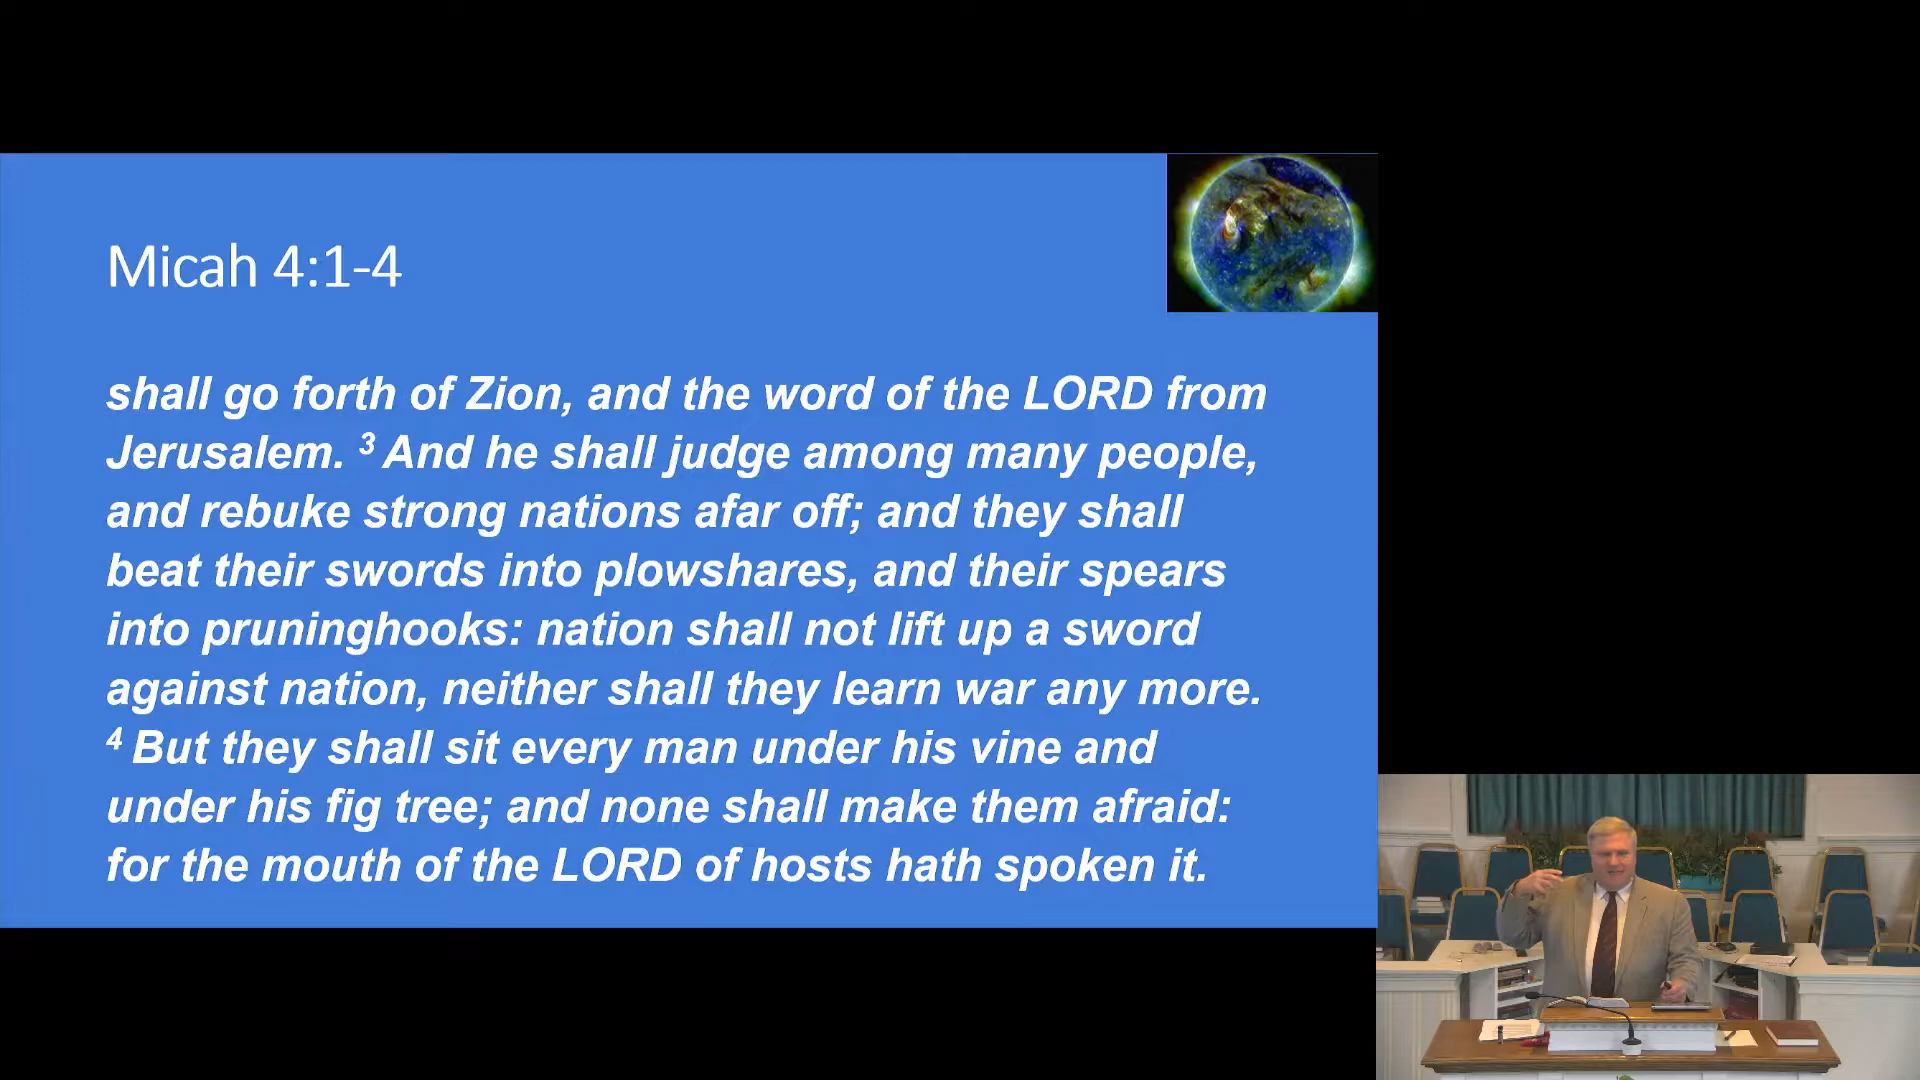 Micah 4:1-4
shall go forth of Zion, and the word of the LORD from
Jerusalem. 3 And he shall judge among many people,
and rebuke strong nations afar off; and they shall
beat their swords into plowshares, and their spears
into pruninghooks: nation shall not lift up a sword
against nation, neither shall they learn war any more.
4 But they shall sit every man under his vine and
under his fig tree; and none shall make them afraid:
for the mouth of the LORD of hosts hath spoken it.